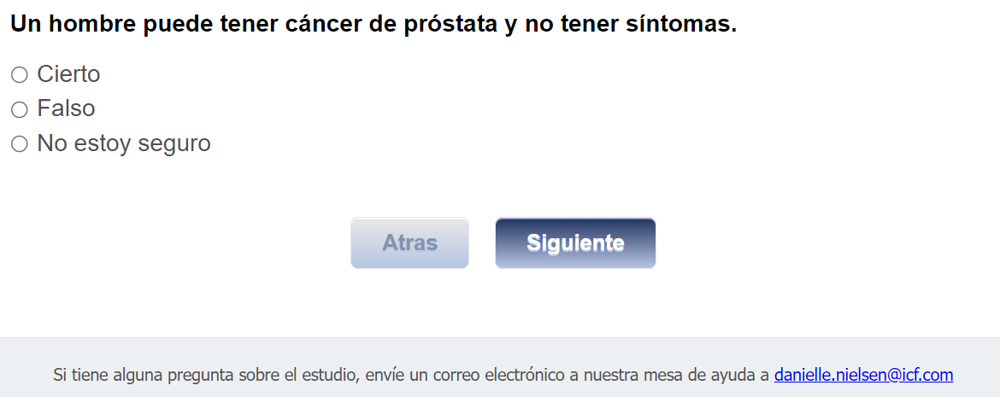 Un hombre puede tener cáncer de próstata y no tener síntomas.
Cierto
Falso
No estoy seguro
Atras
Siguiente
Si tiene alguna pregunta sobre el estudio, envíe un correo electrónico a nuestra mesa de ayuda a danielle.nielsen@icf.com